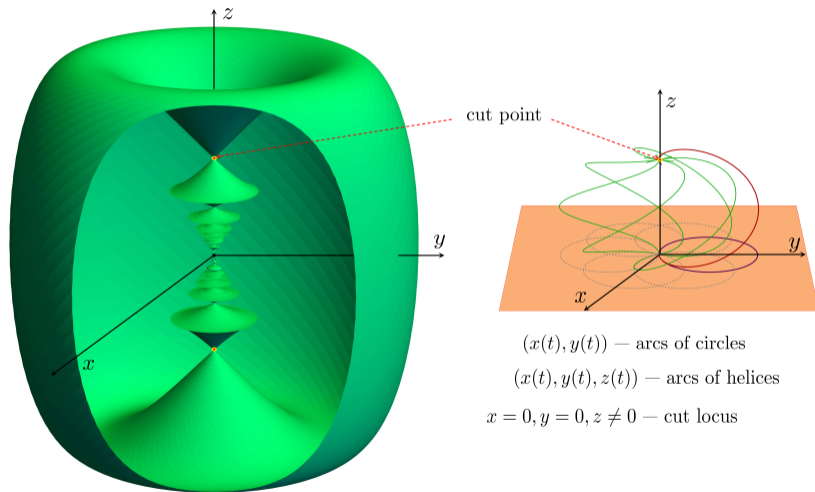 z
y
x
cut point
z
y
x
(x(t), y(t)) — arcs of circles
(x(t), y(t), z(t)) — arcs of helices
x = 0, y = 0, z ≠ 0 — cut locus